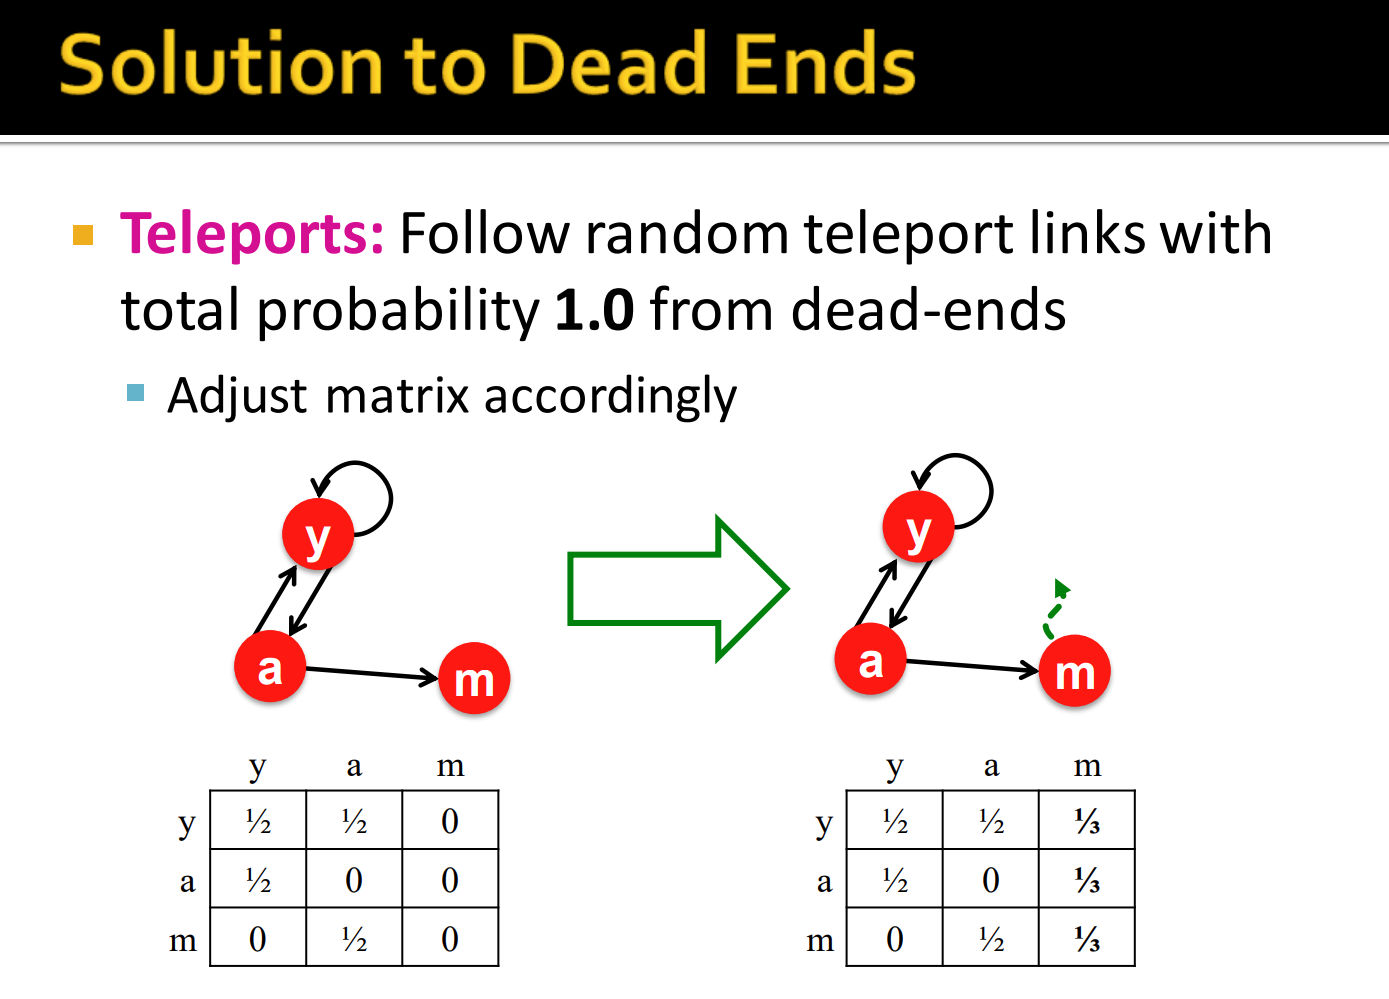 Solution to Dead Ends
Teleports: Follow random teleport links with
total probability 1.0 from dead-ends
Adjust matrix accordingly
y
a
m
y
a
m
y a m
y ½ ½ 0
a ½ 0 0
m 0 ½ 0
y a m
y ½ ½ ⅓
a ½ 0 ⅓
m 0 ½ ⅓